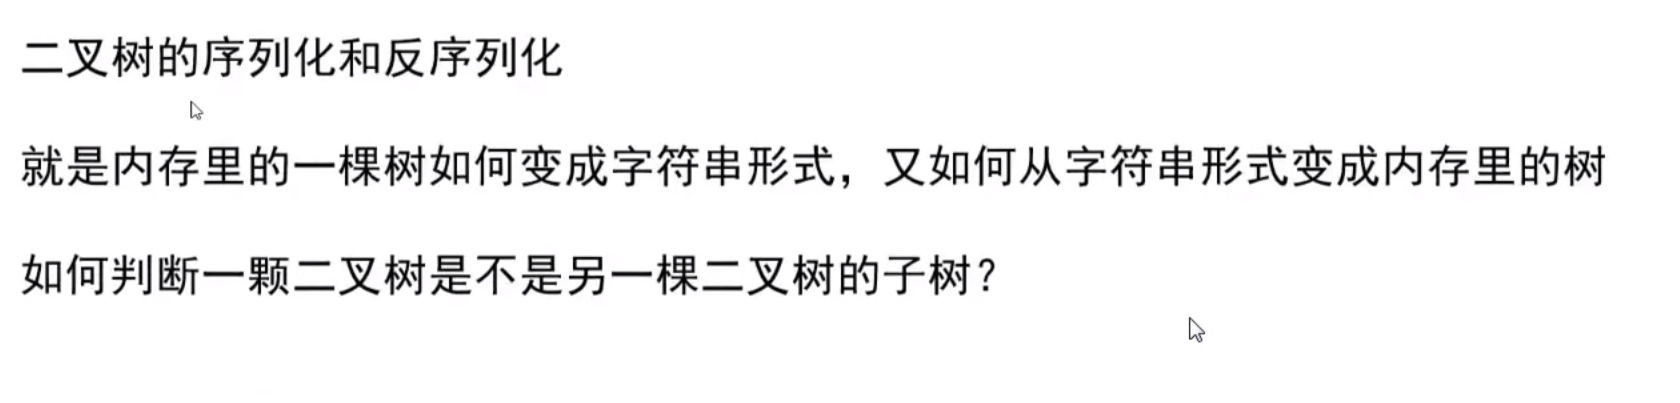 二叉树的序列化和反序列化
就是内存里的一棵树如何变成字符串形式，又如何从字符串形式变成内存里的树
如何判断一颗二叉树是不是另一棵二叉树的子树？